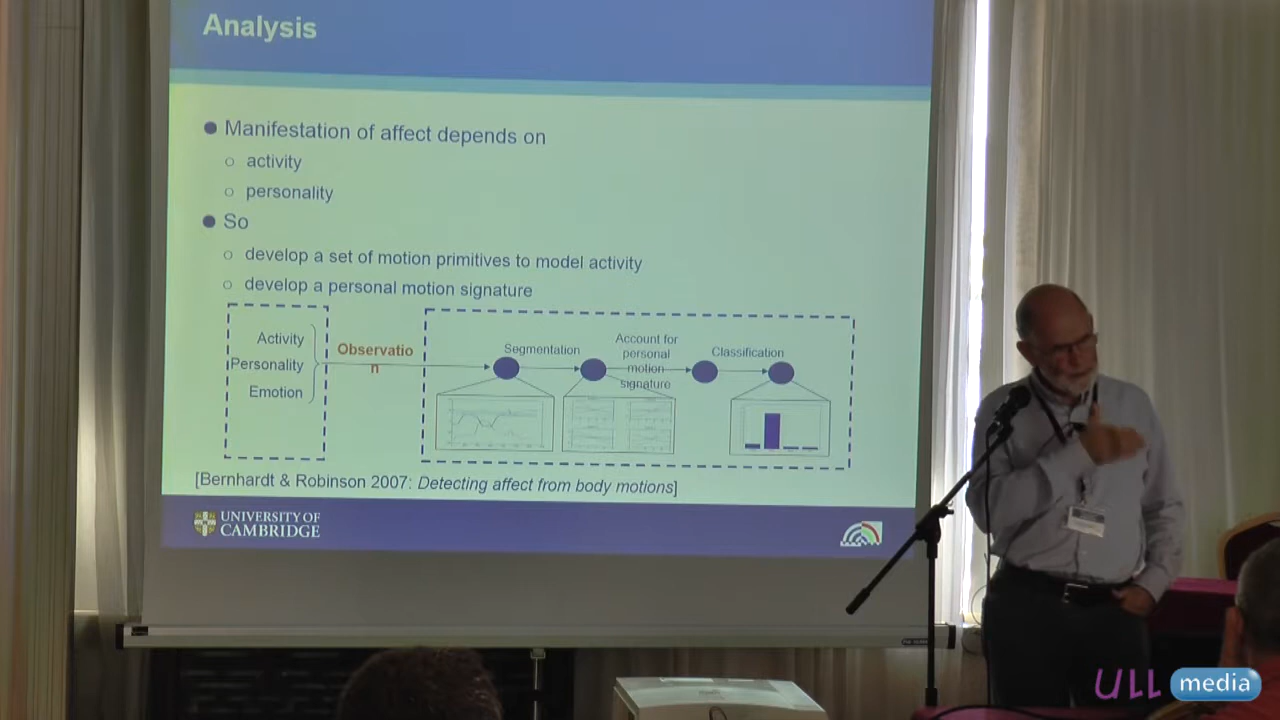 Analysis
Manifestation of affect depends on
activity
personality
So
develop a set of motion primitives to model activity
develop a personal motion signature
Activity
Personality
Emotion
Observatio
n
Segmentation
Account for
personal
motion
signature
Classification
[Bernhardt & Robinson 2007: Detecting affect from body motions]
UNIVERSITY OF
CAMBRIDGE
ULL media